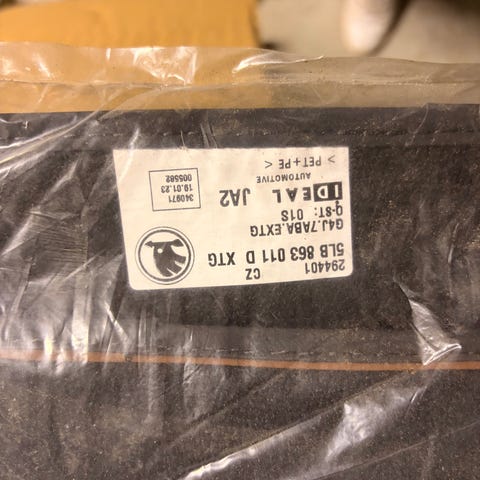 294401 CZ
5LB 863 011 D XTG
G4J.7ABA.EXTG
Q-ST: 01S
IDEAL JA2
AUTOMOTIVE
> PET+PE <
340971
19.01.23
005582